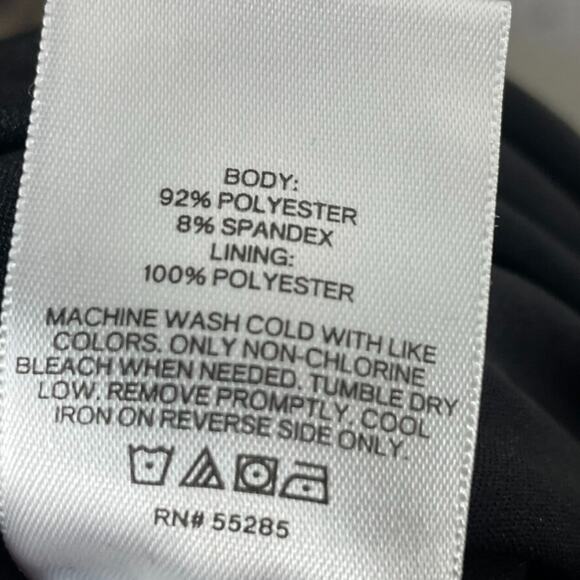 BODY:
92% POLYESTER
8% SPANDEX
LINING:
100% POLYESTER
MACHINE WASH COLD WITH LIKE
COLORS. ONLY NON-CHLORINE
BLEACH WHEN NEEDED. TUMBLE DRY
LOW. REMOVE PROMPTLY. COOL
IRON ON REVERSE SIDE ONLY.
RN# 55285